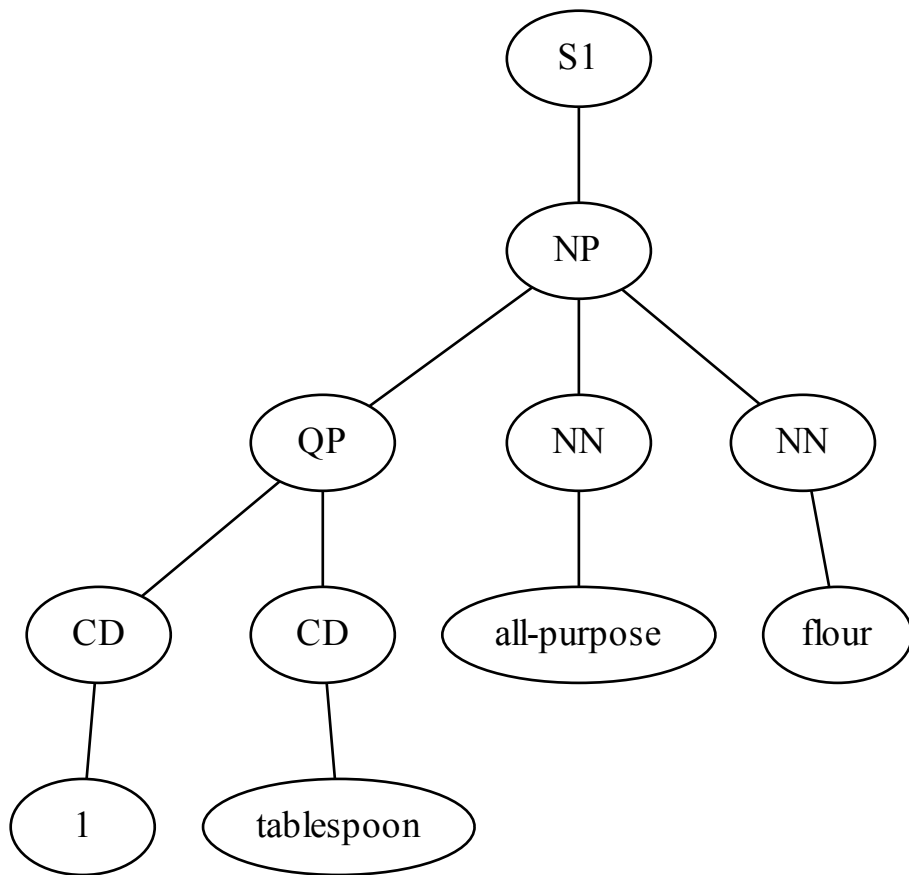 S1
NP
QP NN NN
CD CD all-purpose flour
1 tablespoon